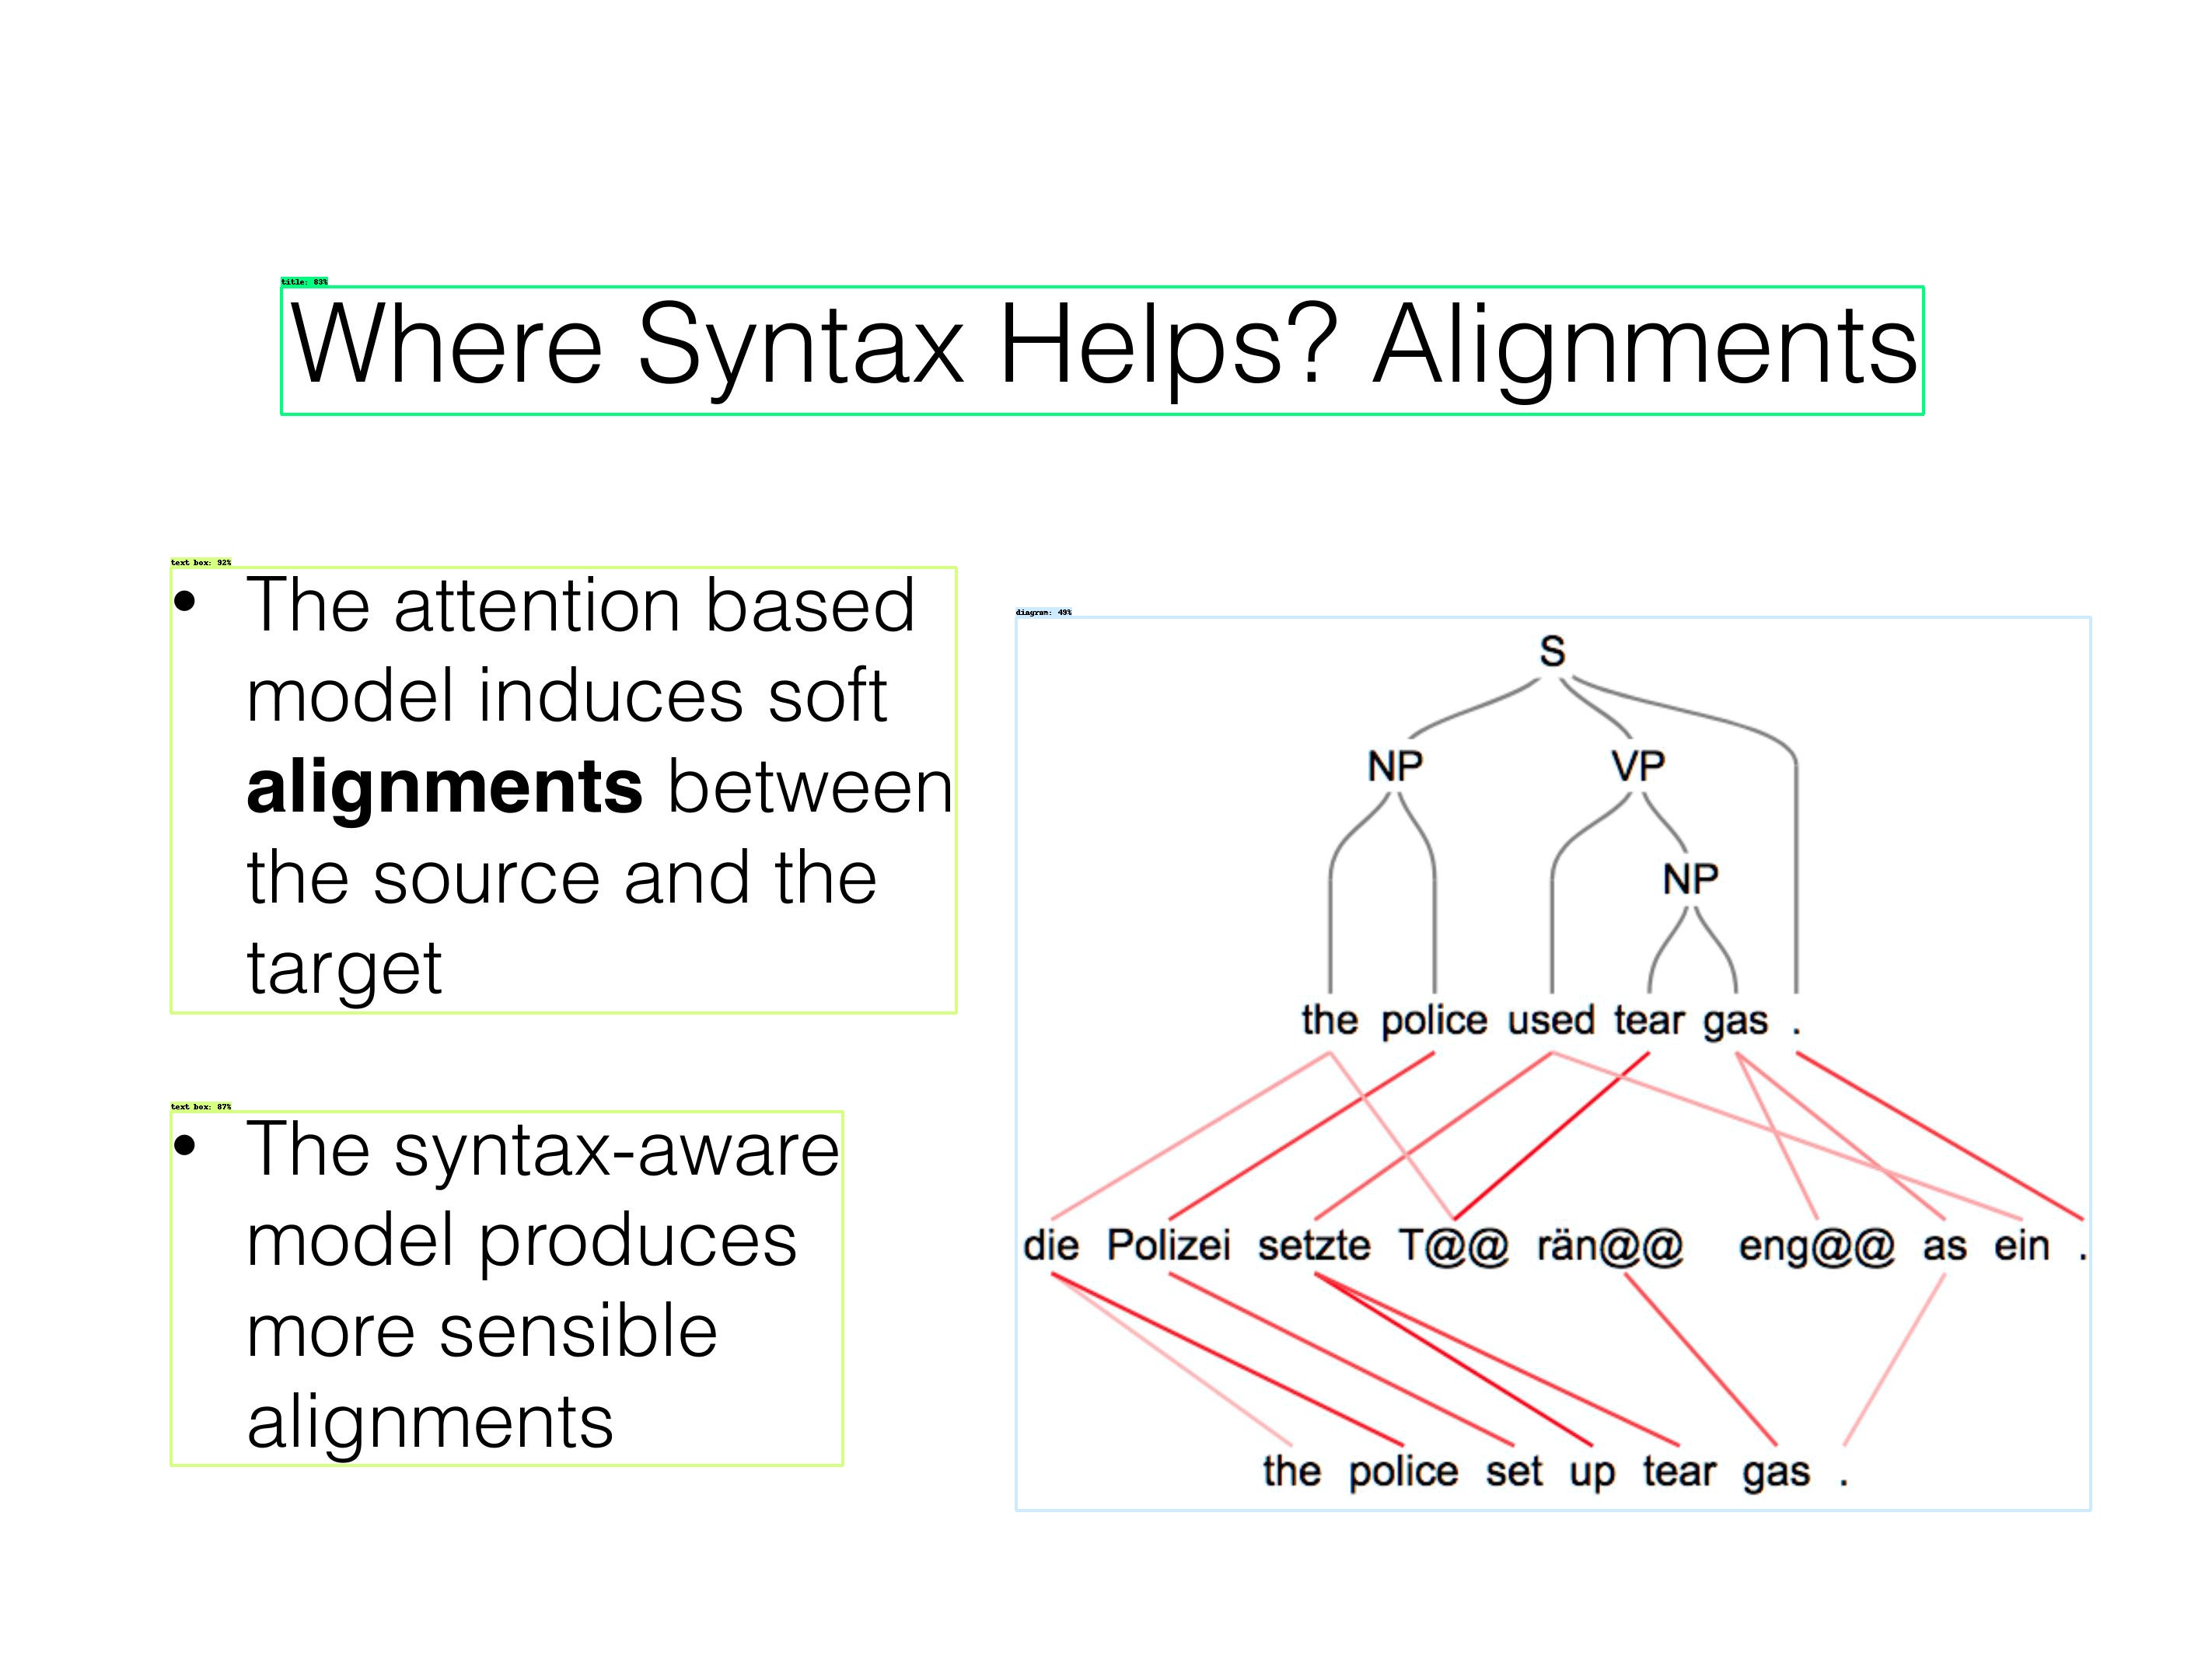 title: 83%
Where Syntax Helps? Alignments
text box: 92%
• The attention based
model induces soft
alignments between
the source and the
target
text box: 87%
• The syntax-aware
model produces
more sensible
alignments
diagram: 49%
S
NP VP
NP
the police used tear gas .
die Polizei setzte T@@ rän@@ eng@@ as ein .
the police set up tear gas .